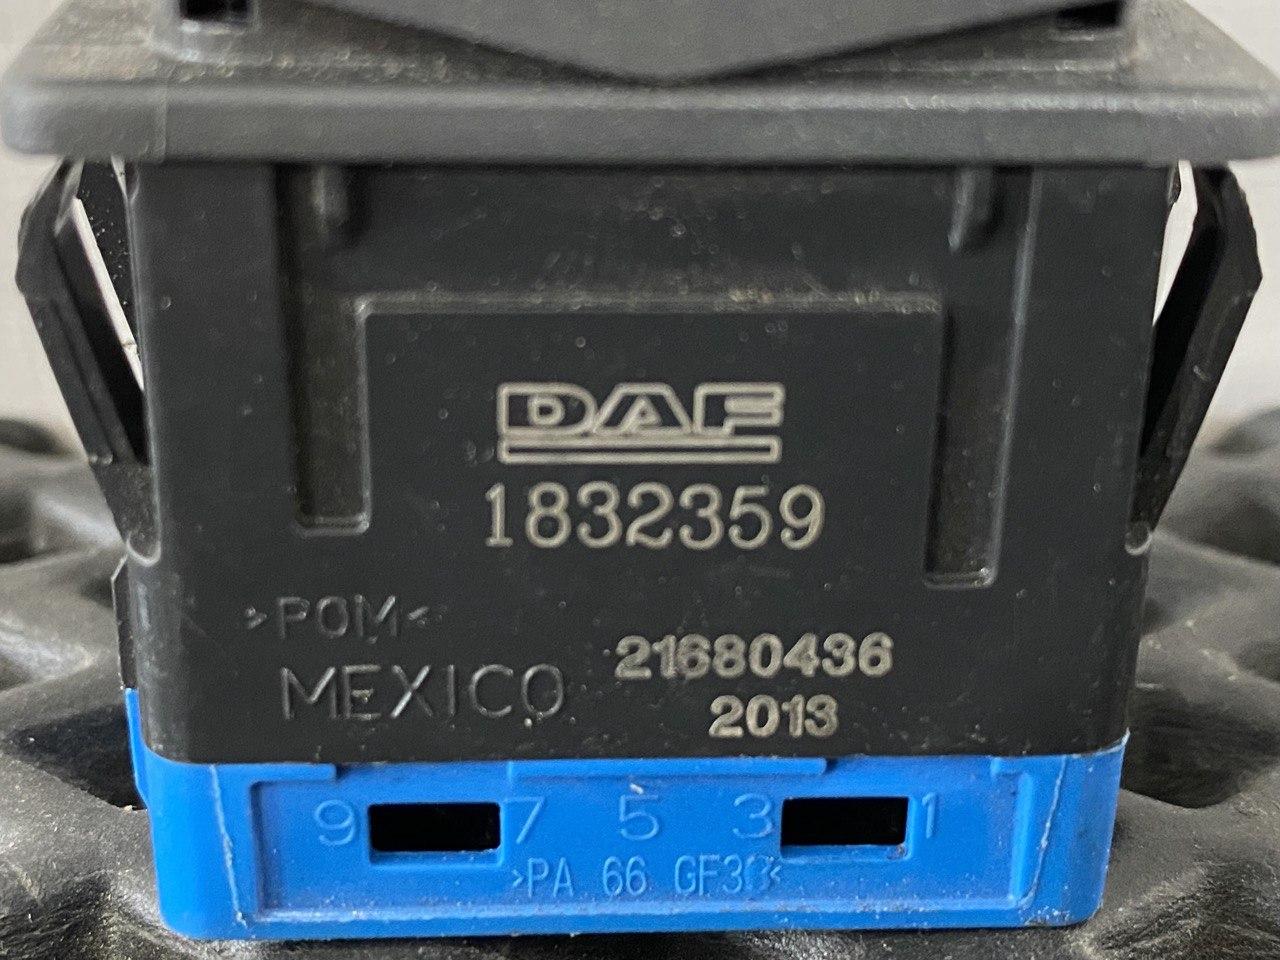 DAF
1832359
>POM<
MEXICO
21680436
2013
9 7 5 3 1
>PA 66 GF30<